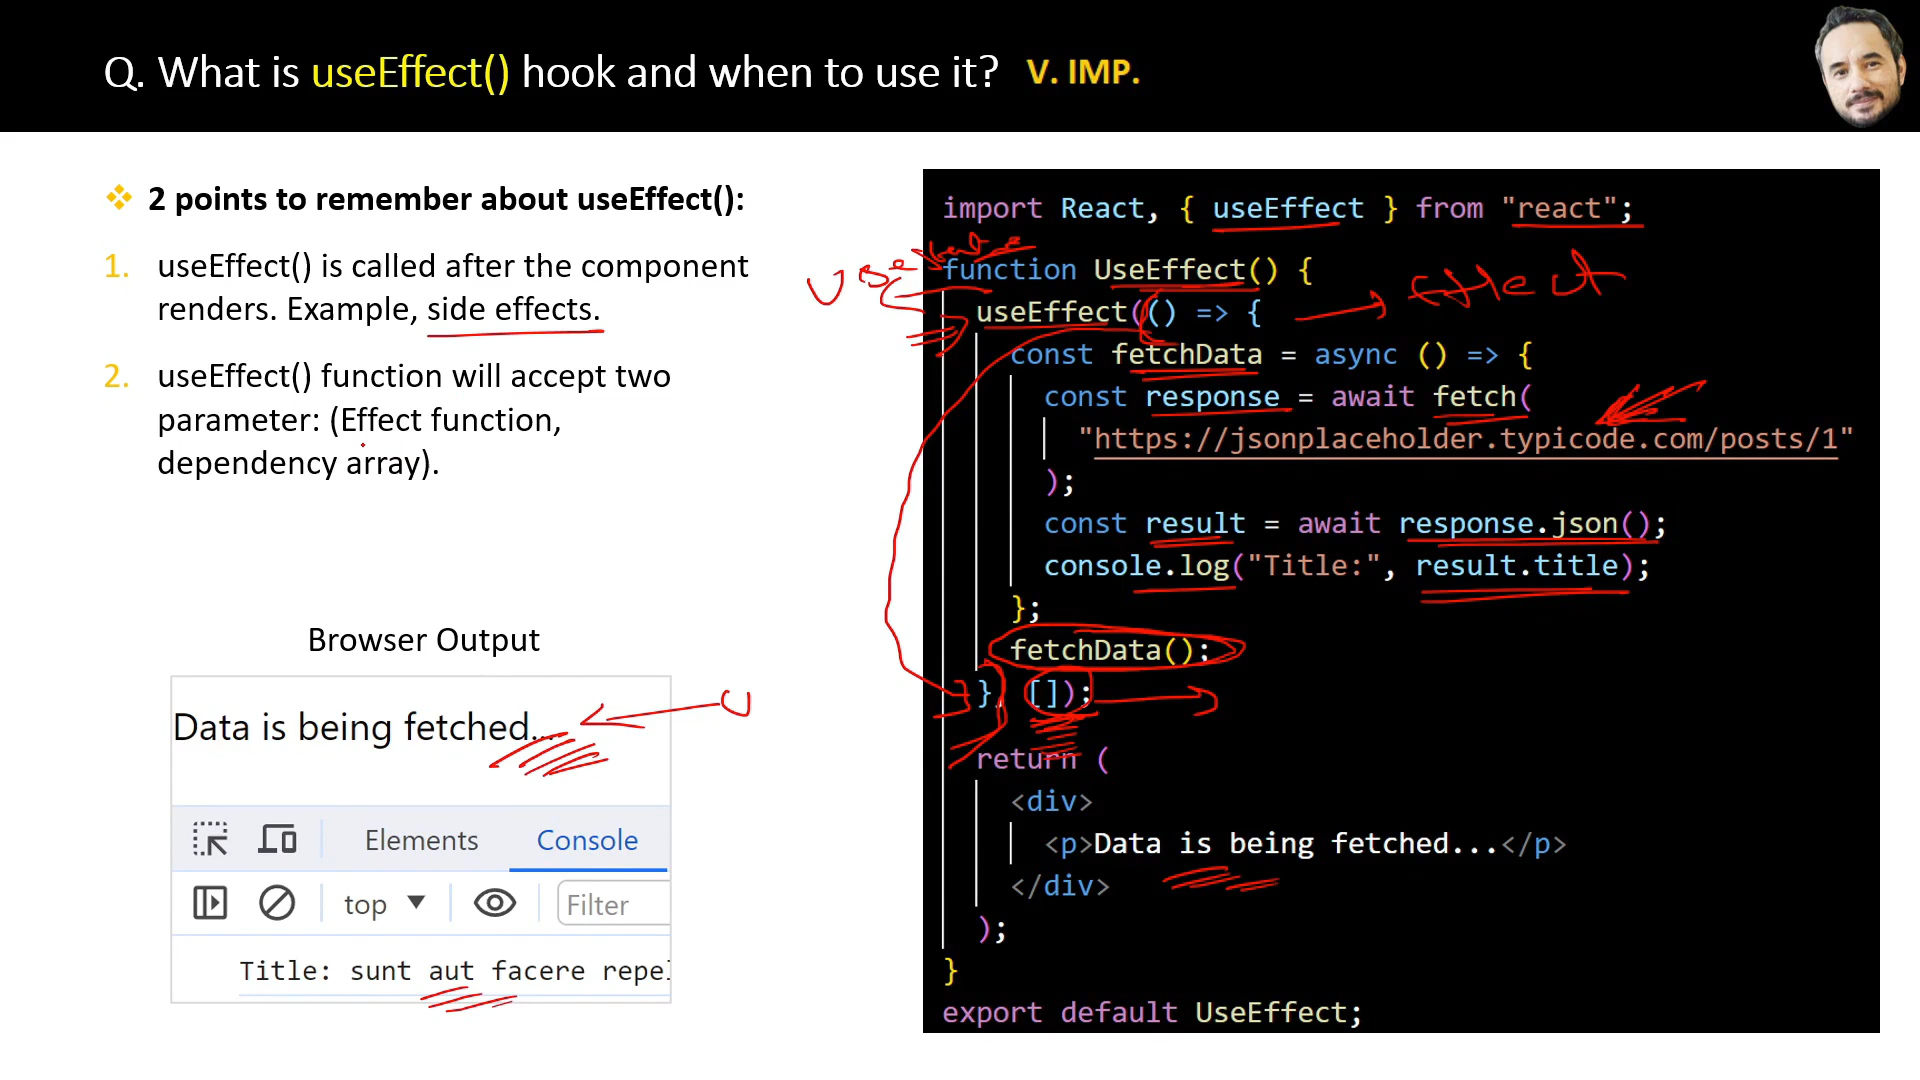 Q. What is useEffect() hook and when to use it? V. IMP.
❖ 2 points to remember about useEffect():
1. useEffect() is called after the component
renders. Example, side effects.
2. useEffect() function will accept two
parameter: (Effect function,
dependency array).
Browser Output
Data is being fetched...
Elements Console
top Filter
Title: sunt aut facere repel
import React, { useEffect } from "react";
function UseEffect() {
useEffect(() => {
const fetchData = async () => {
const response = await fetch(
"https://jsonplaceholder.typicode.com/posts/1"
);
const result = await response.json();
console.log("Title:", result.title);
};
fetchData();
}, []);
return (
<div>
<p>Data is being fetched...</p>
</div>
);
}
export default UseEffect;
use
effect